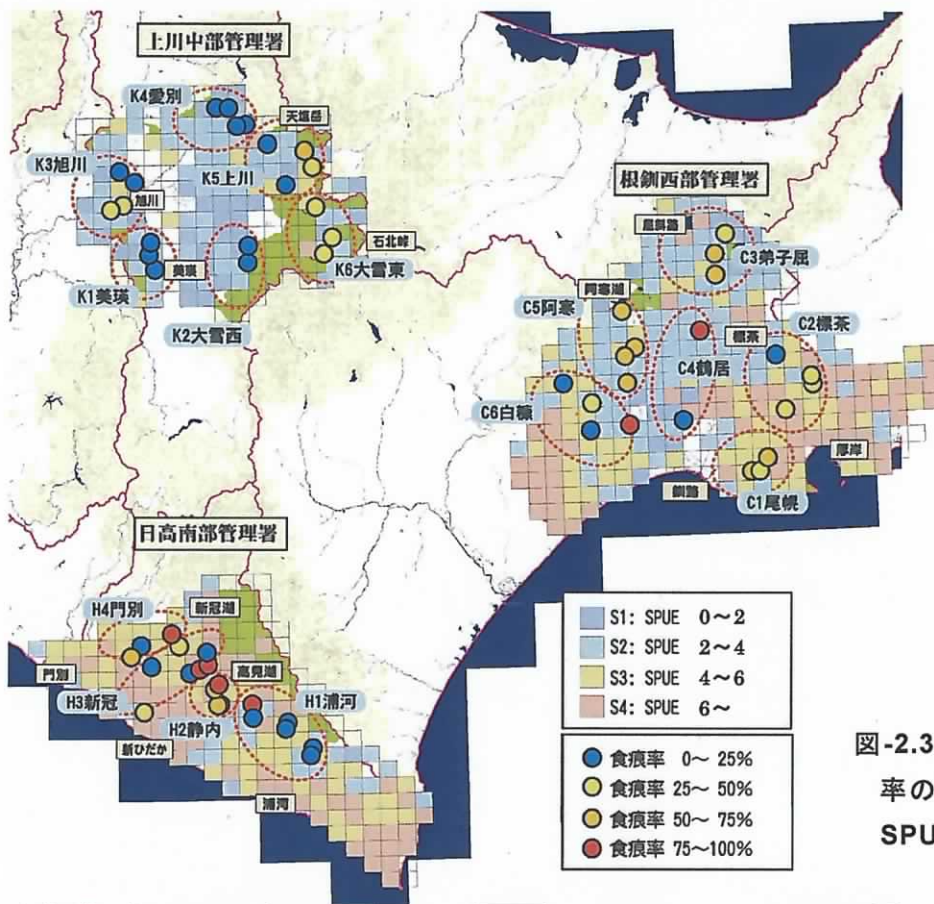 上川中部管理署
K4愛別
天塩岳
K3旭川
K5上川
旭川
石北峠
美瑛
K6大雪東
K1美瑛
K2大雪西
根釧西部管理署
屈斜路
C3弟子屈
阿寒湖
C5阿寒
C2標茶
標茶
C4鶴居
C6白糠
厚岸
釧路
C1尾幌
日高南部管理署
H4門別
新冠湖
高見湖
門別
H3新冠
H1浦河
H2静内
新ひだか
浦河
S1: SPUE 0～2
S2: SPUE 2～4
S3: SPUE 4～6
S4: SPUE 6～
食痕率 0～ 25%
食痕率 25～ 50%
食痕率 50～ 75%
食痕率 75～100%
図-2.3
率の
SPU